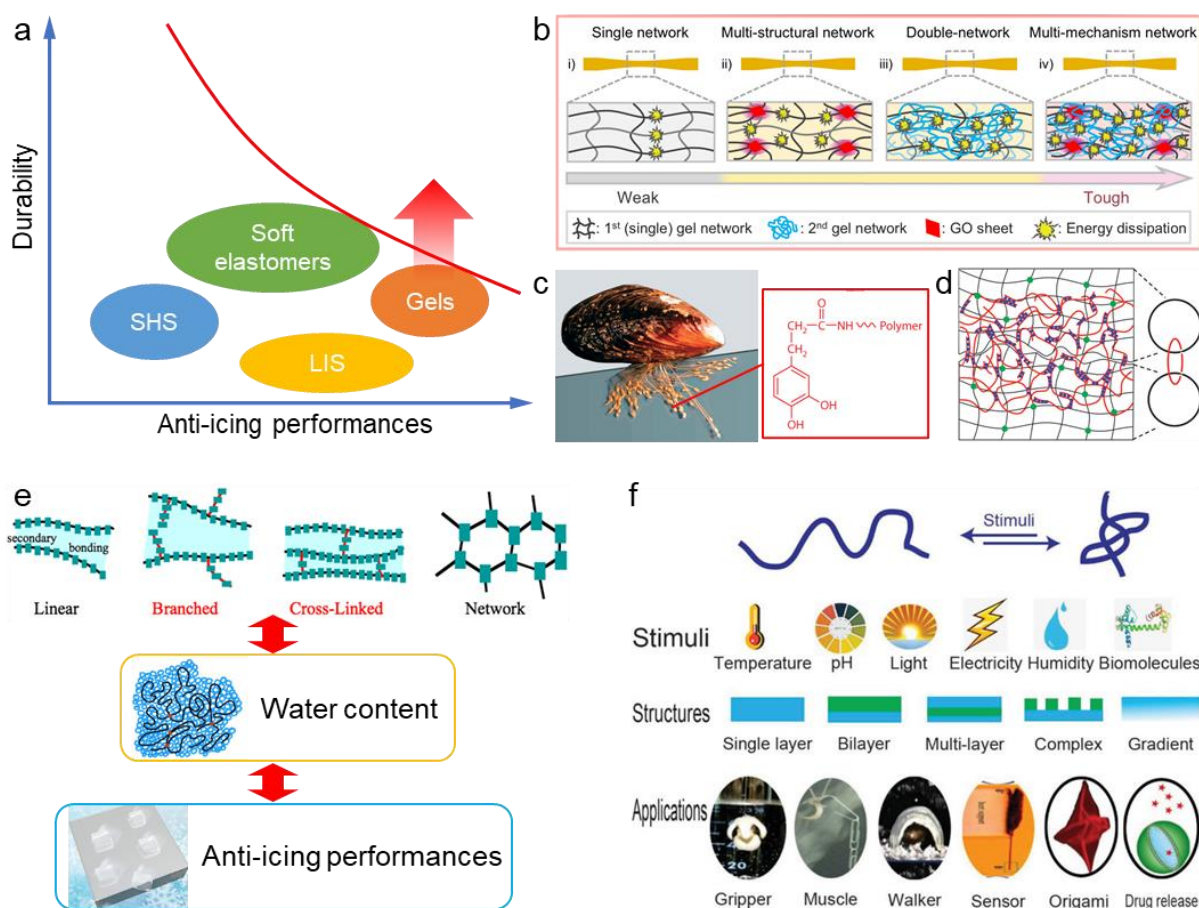 a
Durability
Soft
elastomers
SHS
Gels
LIS
Anti-icing performances
b
Single network
Multi-structural network
Double-network
Multi-mechanism network
i)
ii)
iii)
iv)
Weak
Tough
: 1st (single) gel network
: 2nd gel network
: GO sheet
: Energy dissipation
c
O
CH2—C—NH Polymer
CH2
OH
OH
d
e
secondary
bonding
Linear
Branched
Cross-Linked
Network
Water content
Anti-icing performances
f
Stimuli
Stimuli
Temperature
pH
Light
Electricity
Humidity
Biomolecules
Structures
Single layer
Bilayer
Multi-layer
Complex
Gradient
Applications
20
Gripper
Muscle
Walker
Sensor
Origami
Drug release